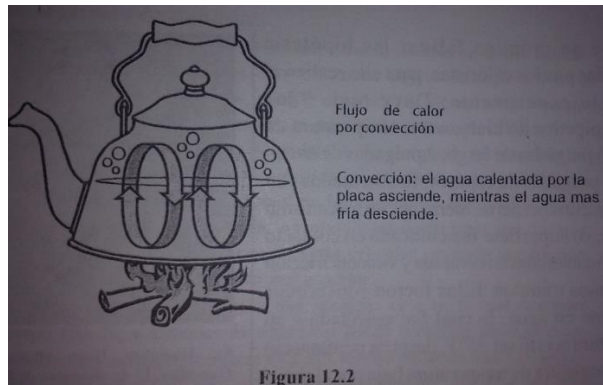 Flujo de calor
por convección
Convección: el agua calentada por la
placa asciende, mientras el agua mas
fría desciende.
Figura 12.2